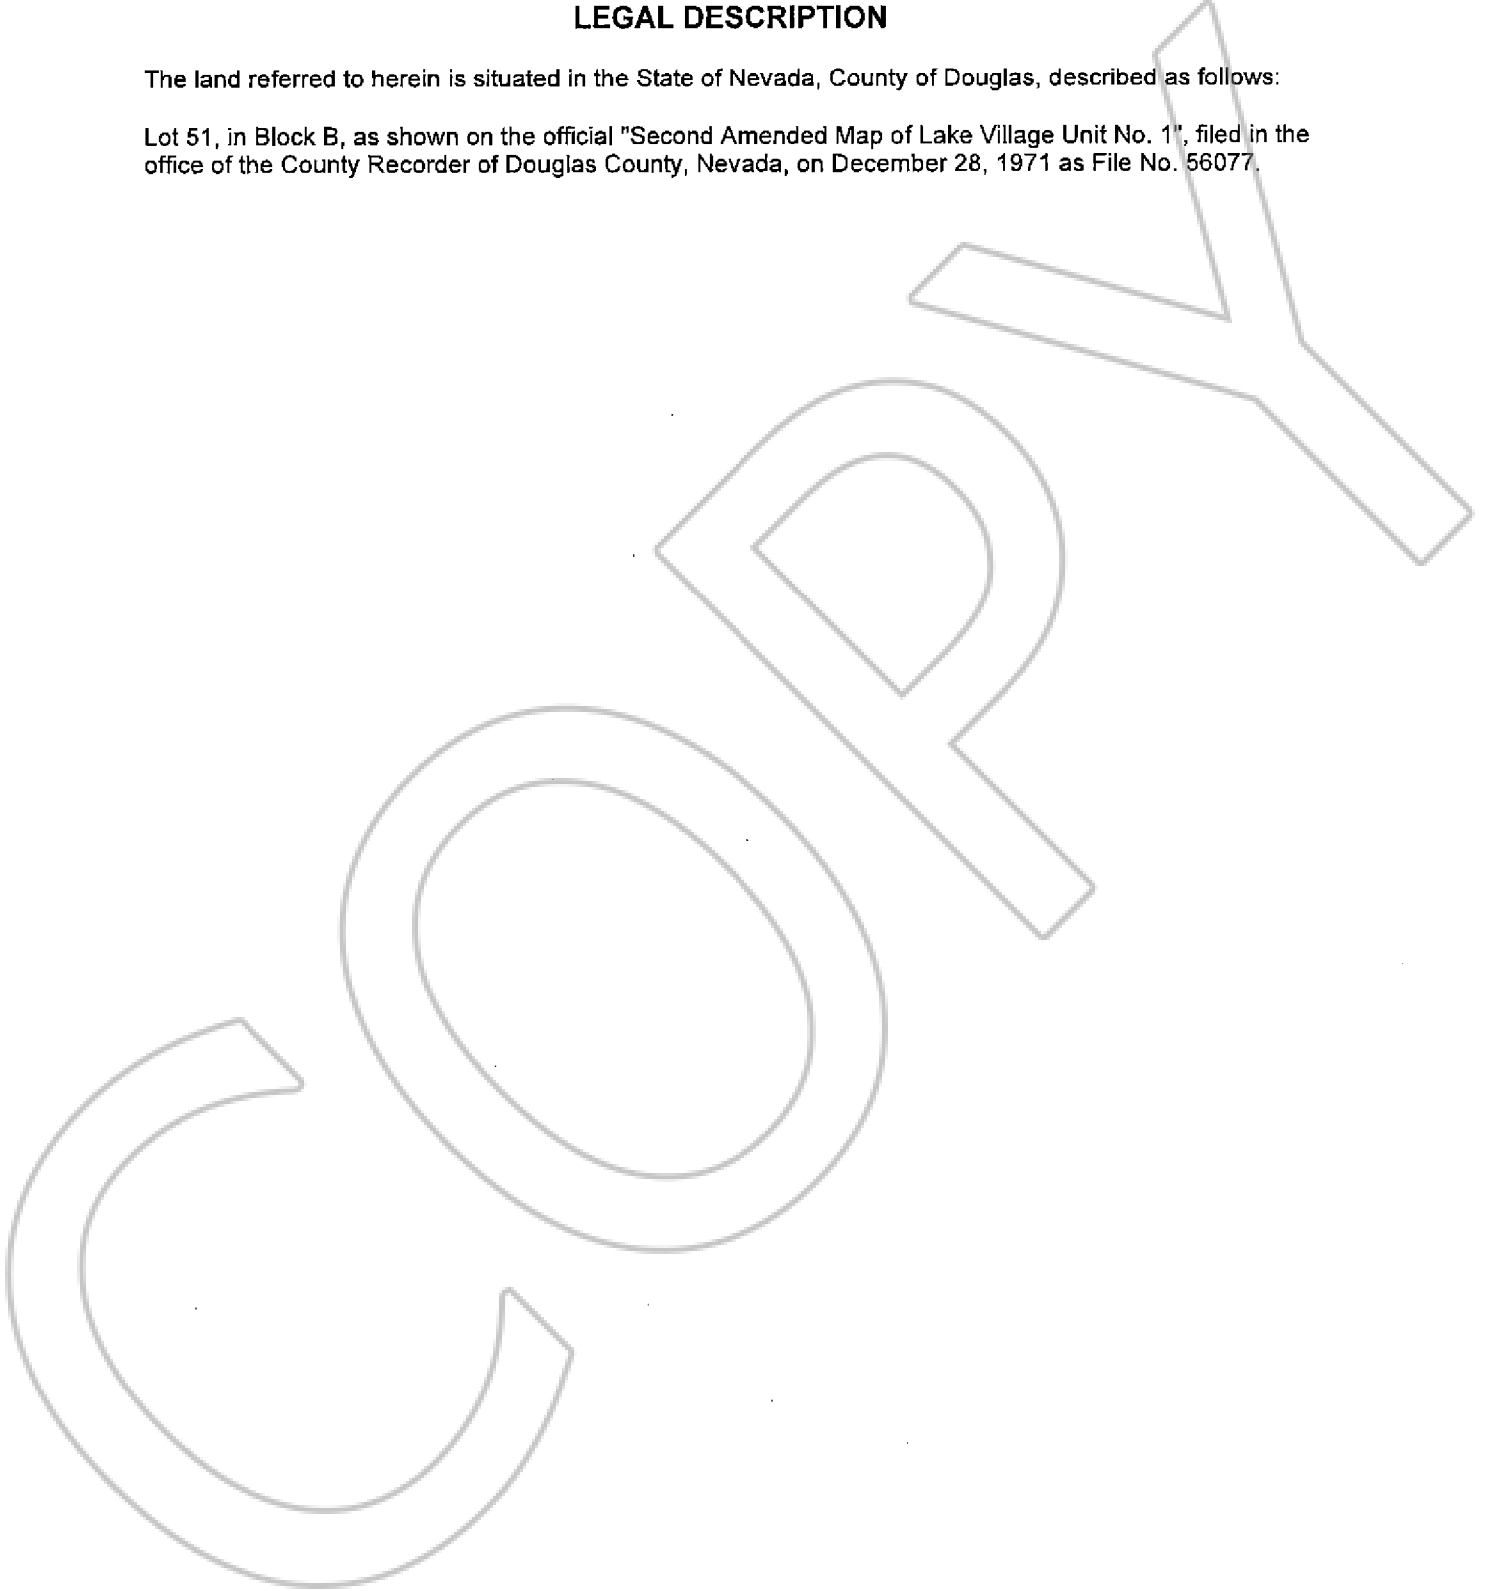 LEGAL DESCRIPTION
The land referred to herein is situated in the State of Nevada, County of Douglas, described as follows:
Lot 51, in Block B, as shown on the official "Second Amended Map of Lake Village Unit No. 1", filed in the
office of the County Recorder of Douglas County, Nevada, on December 28, 1971 as File No. 56077.
COPY